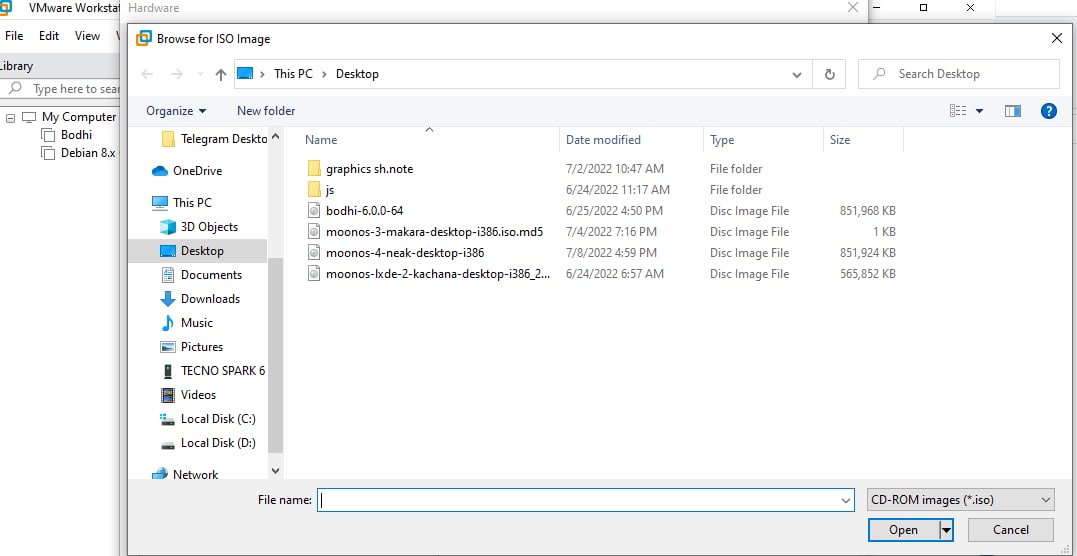 VMware Workstat
Hardware
File Edit View
Browse for ISO Image
Library
This PC > Desktop
Search Desktop
Type here to sear
Organize New folder
My Computer
Bodhi
Debian 8.x
Telegram Deskto
OneDrive
This PC
3D Objects
Desktop
Documents
Downloads
Music
Pictures
TECNO SPARK 6
Videos
Local Disk (C:)
Local Disk (D:)
Network
Name Date modified Type Size
graphics sh.note 7/2/2022 10:47 AM File folder
js 6/24/2022 11:17 AM File folder
bodhi-6.0.0-64 6/25/2022 4:50 PM Disc Image File 851,968 KB
moonos-3-makara-desktop-i386.iso.md5 7/4/2022 7:16 PM Disc Image File 1 KB
moonos-4-neak-desktop-i386 7/8/2022 4:59 PM Disc Image File 851,924 KB
moonos-lxde-2-kachana-desktop-i386_2... 6/24/2022 6:57 AM Disc Image File 565,852 KB
File name: CD-ROM images (*.iso)
Open Cancel